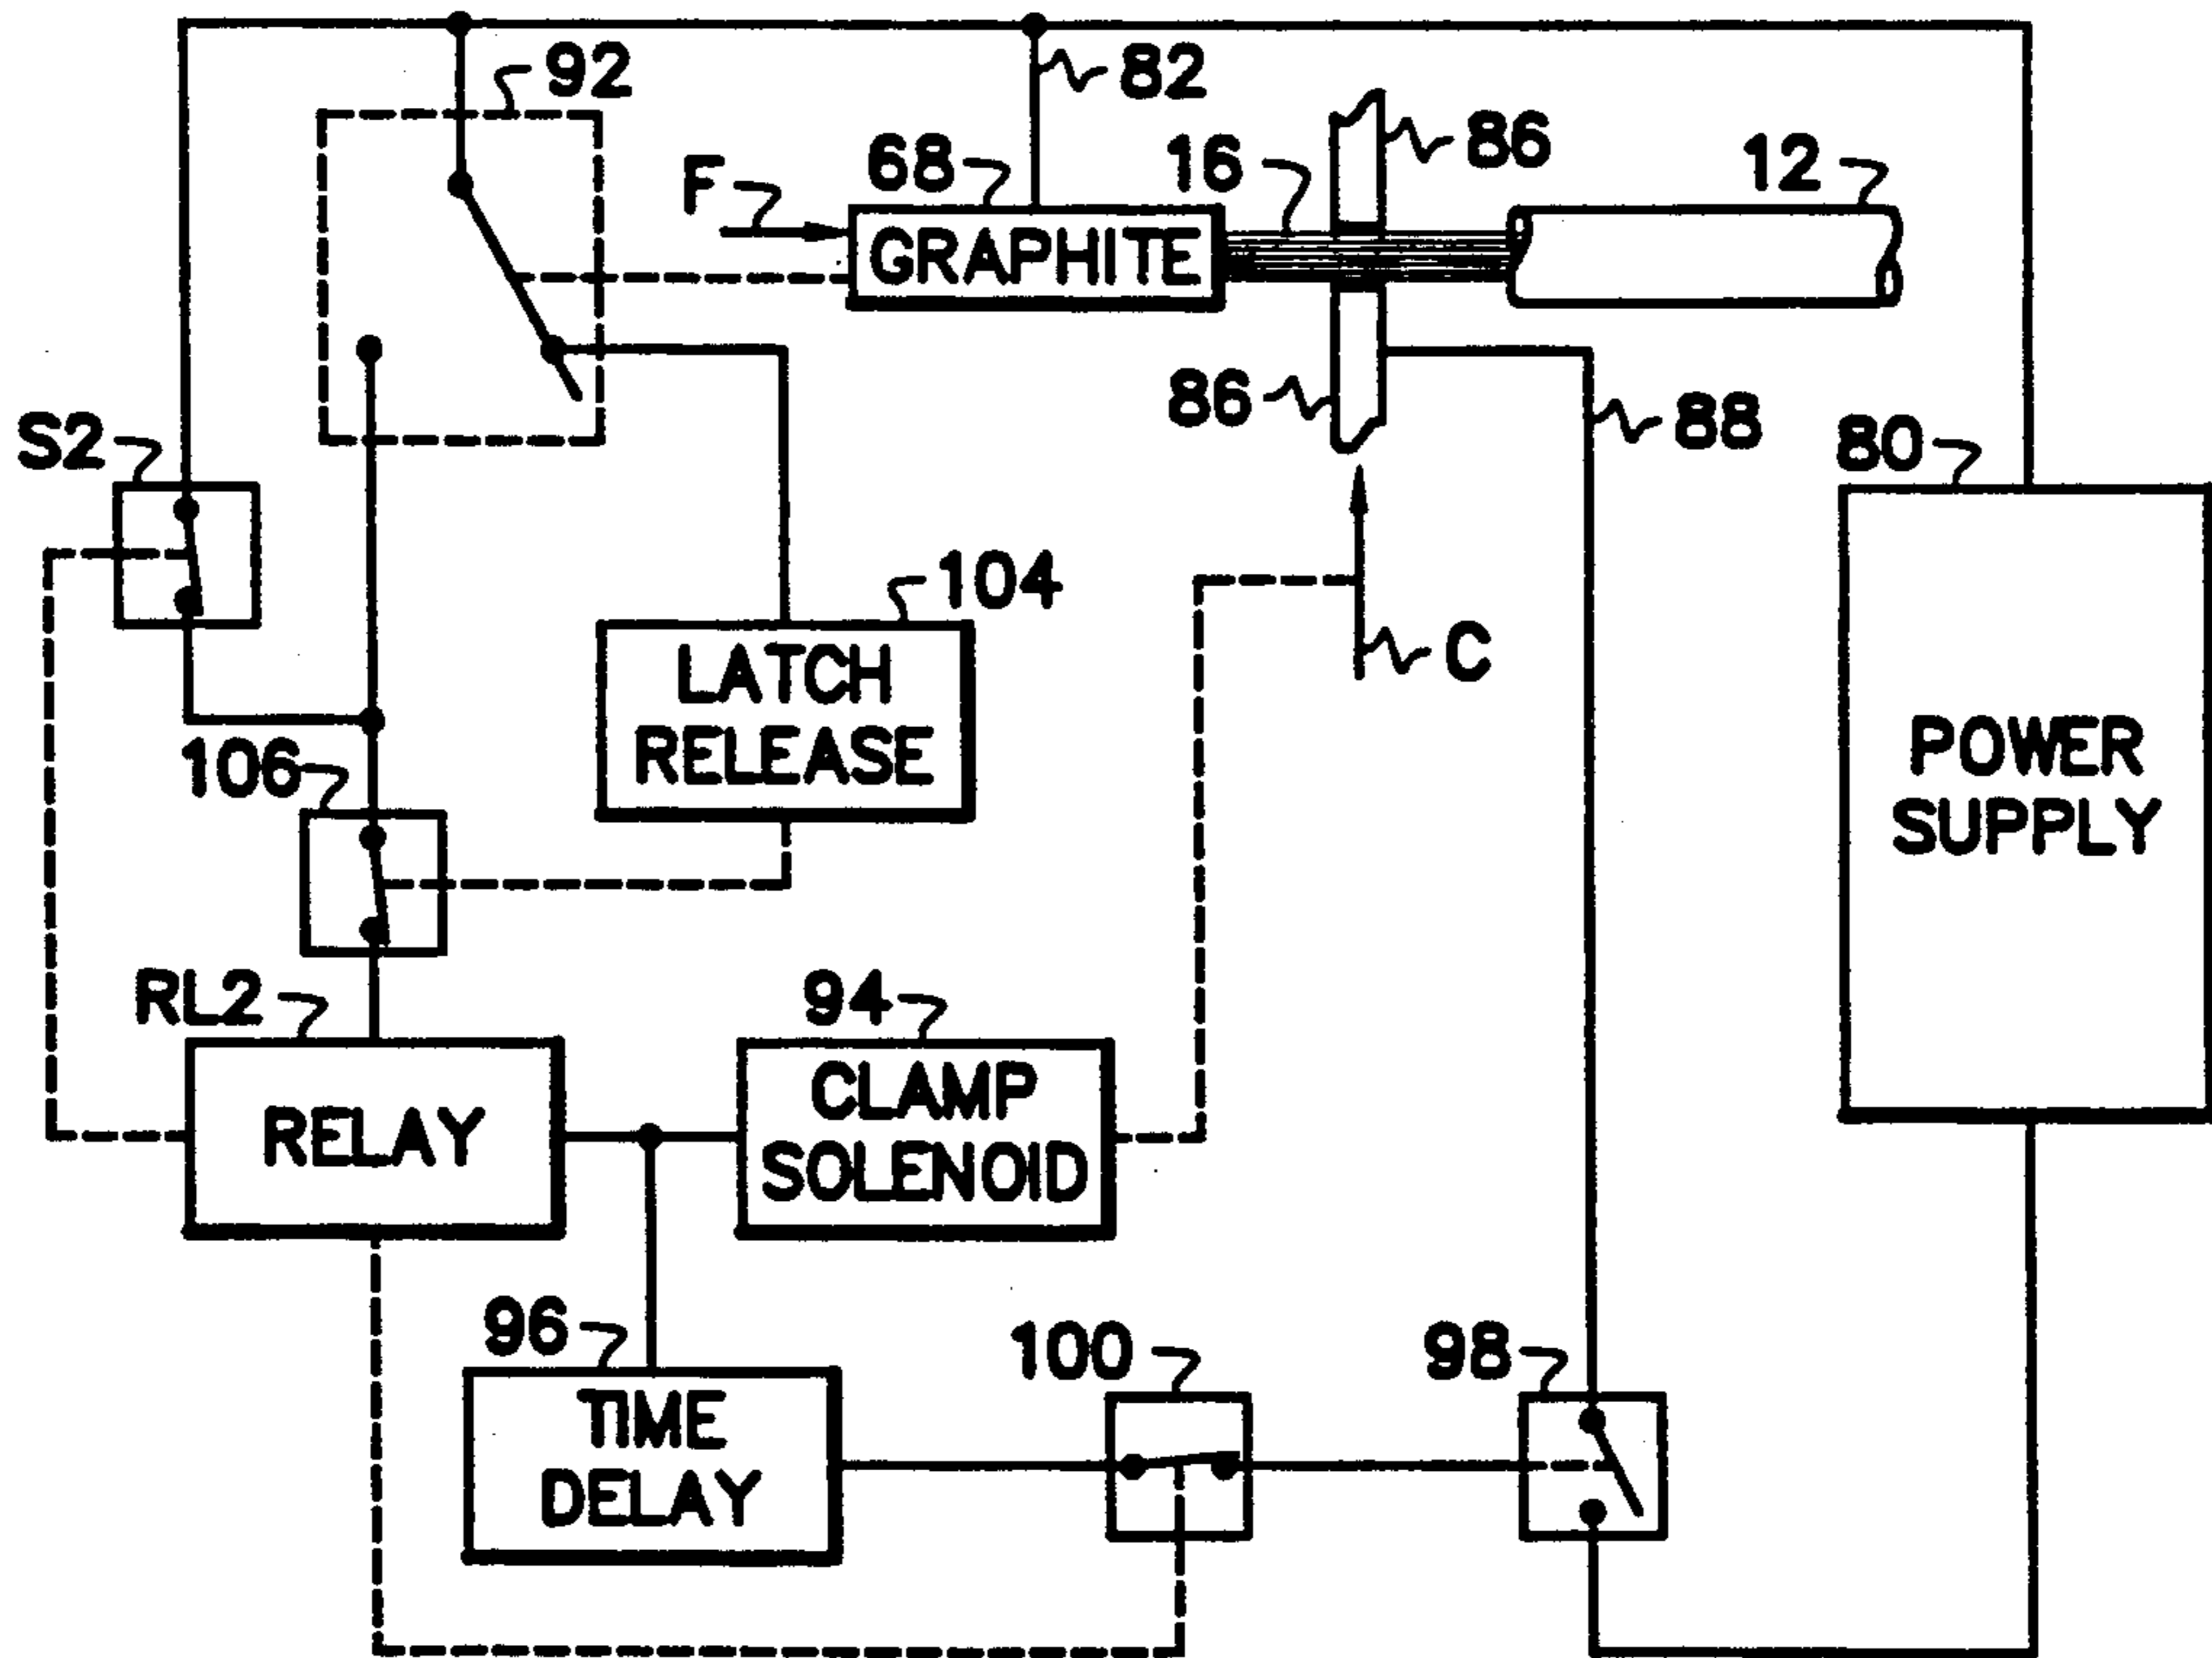 92
82
86
F
68
16
12
GRAPHITE
S2
86
88
80
104
C
LATCH
RELEASE
POWER
SUPPLY
106
RL2
94
RELAY
CLAMP
SOLENOID
96
100
98
TIME
DELAY